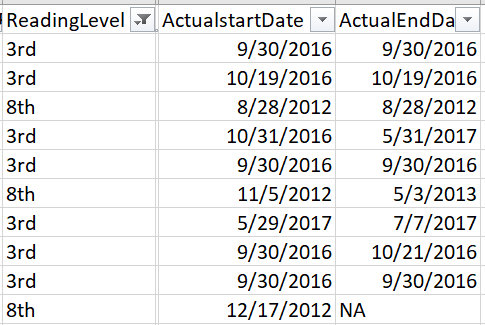 ReadingLevel ActualstartDate ActualEndDa
3rd 9/30/2016 9/30/2016
3rd 10/19/2016 10/19/2016
8th 8/28/2012 8/28/2012
3rd 10/31/2016 5/31/2017
3rd 9/30/2016 9/30/2016
8th 11/5/2012 5/3/2013
3rd 5/29/2017 7/7/2017
3rd 9/30/2016 10/21/2016
3rd 9/30/2016 9/30/2016
8th 12/17/2012 NA